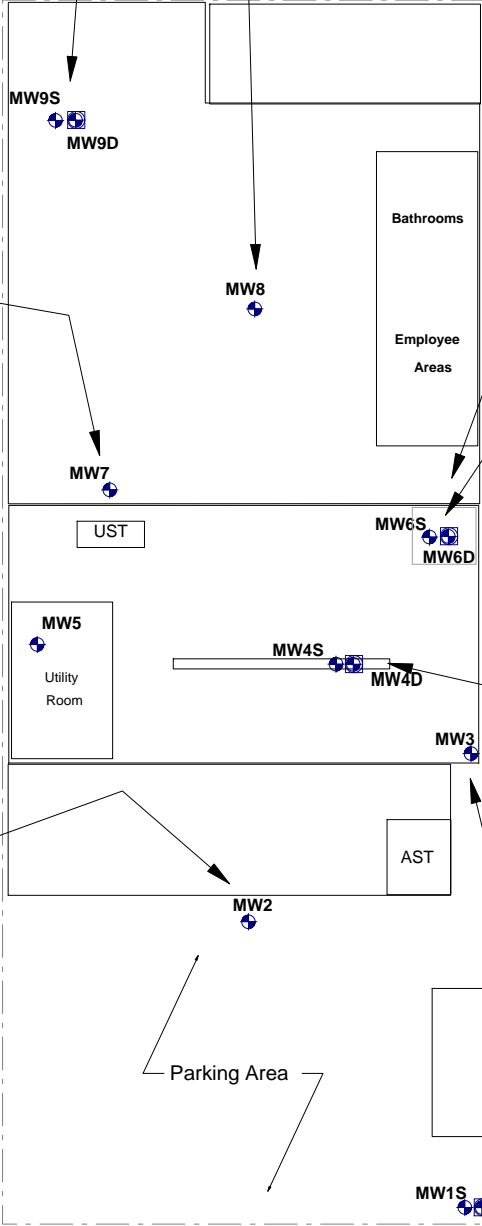 MW9S
MW9D
Bathrooms
MW8
Employee
Areas
MW7
UST
MW6S
MW6D
MW5
MW4S
Utility
MW4D
Room
MW3
AST
MW2
Parking Area
MW1S